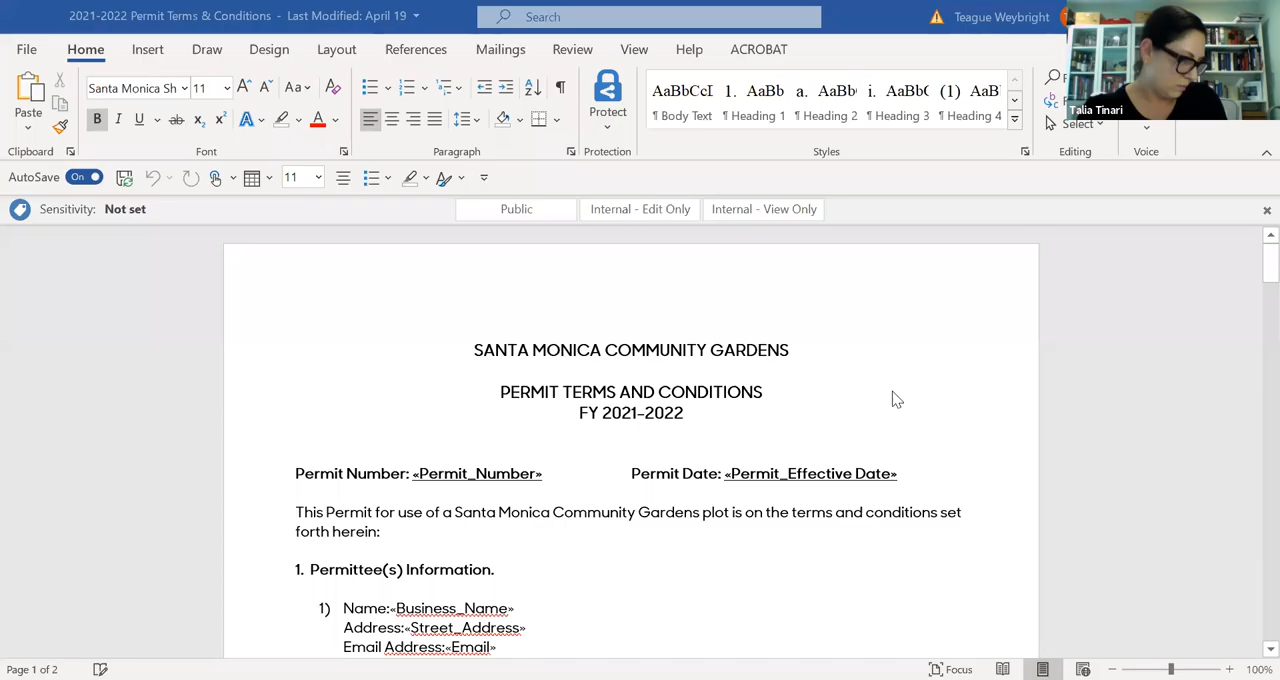 2021-2022 Permit Terms & Conditions - Last Modified: April 19
Search
Teague Weybright
File Home Insert Draw Design Layout References Mailings Review View Help ACROBAT
Talia Tinari
Paste
Santa Monica Sh 11
Aa
Protect
AaBbCcI 1. AaBb a. AaBb i. AaBbC (1) AaB
¶ Body Text ¶ Heading 1 ¶ Heading 2 ¶ Heading 3 ¶ Heading 4
Select
Clipboard Font Paragraph Protection Styles Editing Voice
AutoSave On 11
Sensitivity: Not set Public Internal - Edit Only Internal - View Only
SANTA MONICA COMMUNITY GARDENS
PERMIT TERMS AND CONDITIONS
FY 2021-2022
Permit Number: «Permit_Number» Permit Date: «Permit_Effective Date»
This Permit for use of a Santa Monica Community Gardens plot is on the terms and conditions set
forth herein:
1. Permittee(s) Information.
1) Name:«Business_Name»
Address:«Street_Address»
Email Address:«Email»
Page 1 of 2 Focus 100%